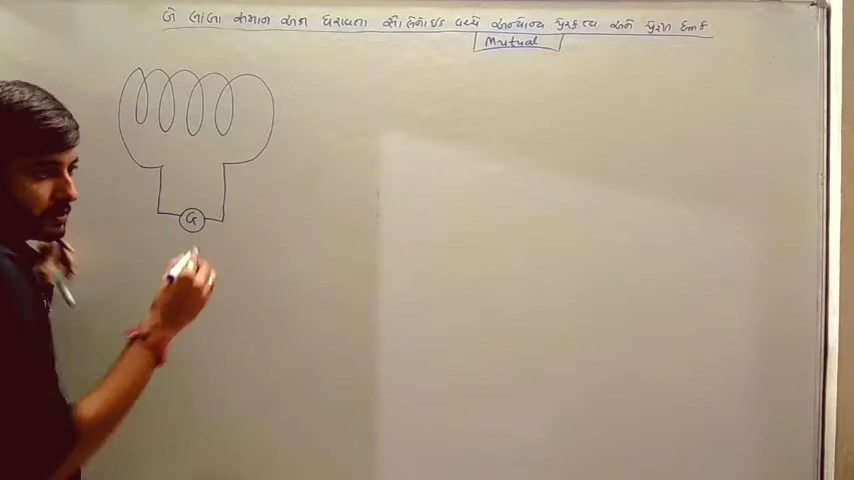 બે લાંબા સમાન અક્ષ ધરાવતા સોલેનોઇડ વચ્ચે અન્યોન્ય પ્રેરકત્વ અને પ્રેરિત emf
Mutual
G